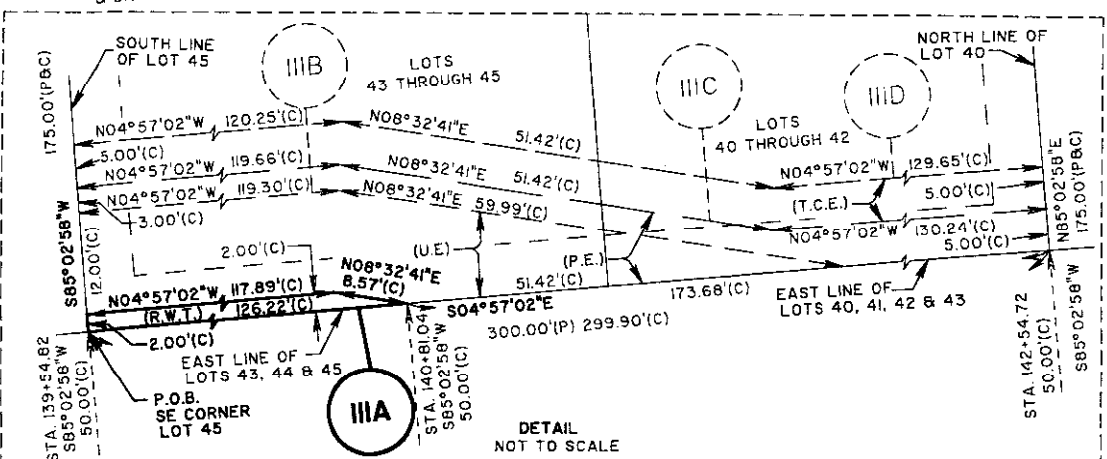 SOUTH LINE
OF LOT 45
IIIB
LOTS
43 THROUGH 45
NORTH LINE OF
LOT 40
IIIC
IIID
LOTS
40 THROUGH 42
175.00'(P&C)
N04°57'02"W 120.25'(C)
N08°32'41"E
51.42'(C)
5.00'(C)
N04°57'02"W 119.66'(C)
N08°32'41"E
51.42'(C)
N04°57'02"W 129.65'(C)
N04°57'02"W 119.30'(C)
N08°32'41"E 59.99'(C)
(T.C.E.)
5.00'(C)
3.00'(C)
N04°57'02"W 130.24'(C)
5.00'(C)
N85°02'58"E
175.00'(P&C)
S85°02'58"W
12.00'(C)
2.00'(C)
(U.E)
(P.E.)
N08°32'41"E
8.57'(C)
N04°57'02"W 117.89'(C)
(R.W.T.) 126.22'(C)
S04°57'02"E
51.42'(C)
173.68'(C)
300.00'(P) 299.90'(C)
EAST LINE OF
LOTS 40, 41, 42 & 43
2.00'(C)
EAST LINE OF
LOTS 43, 44 & 45
P.O.B.
SE CORNER
LOT 45
IIIA
STA. 139+54.82
S85°02'58"W
50.00'(C)
STA. 140+81.04
S85°02'58"W
50.00'(C)
STA. 142+54.72
50.00'(C)
S85°02'58"W
DETAIL
NOT TO SCALE